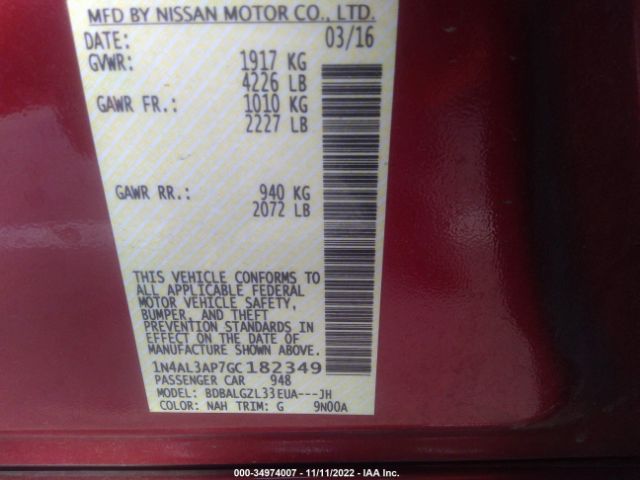 MFD BY NISSAN MOTOR CO., LTD.
DATE: 03/16
GVWR: 1917 KG
4226 LB
GAWR FR.: 1010 KG
2227 LB
GAWR RR.: 940 KG
2072 LB
THIS VEHICLE CONFORMS TO
ALL APPLICABLE FEDERAL
MOTOR VEHICLE SAFETY,
BUMPER, AND THEFT
PREVENTION STANDARDS IN
EFFECT ON THE DATE OF
MANUFACTURE SHOWN ABOVE.
1N4AL3AP7GC182349
PASSENGER CAR 948
MODEL: BDBALGZL33EUA---JH
COLOR: NAH TRIM: G 9N00A
000-34974007 - 11/11/2022 - IAA Inc.